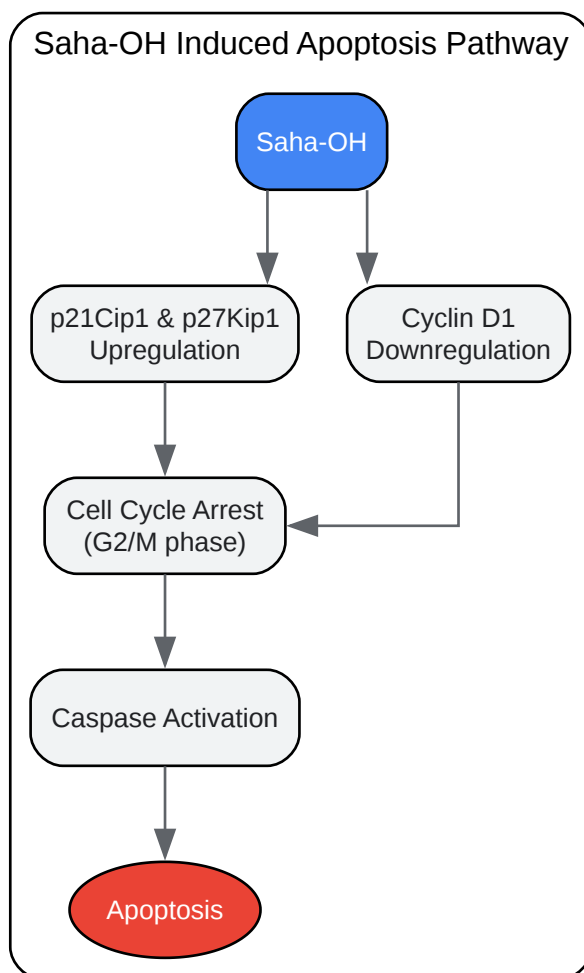 Saha-OH Induced Apoptosis Pathway
Saha-OH
p21Cip1 & p27Kip1
Upregulation
Cyclin D1
Downregulation
Cell Cycle Arrest
(G2/M phase)
Caspase Activation
Apoptosis